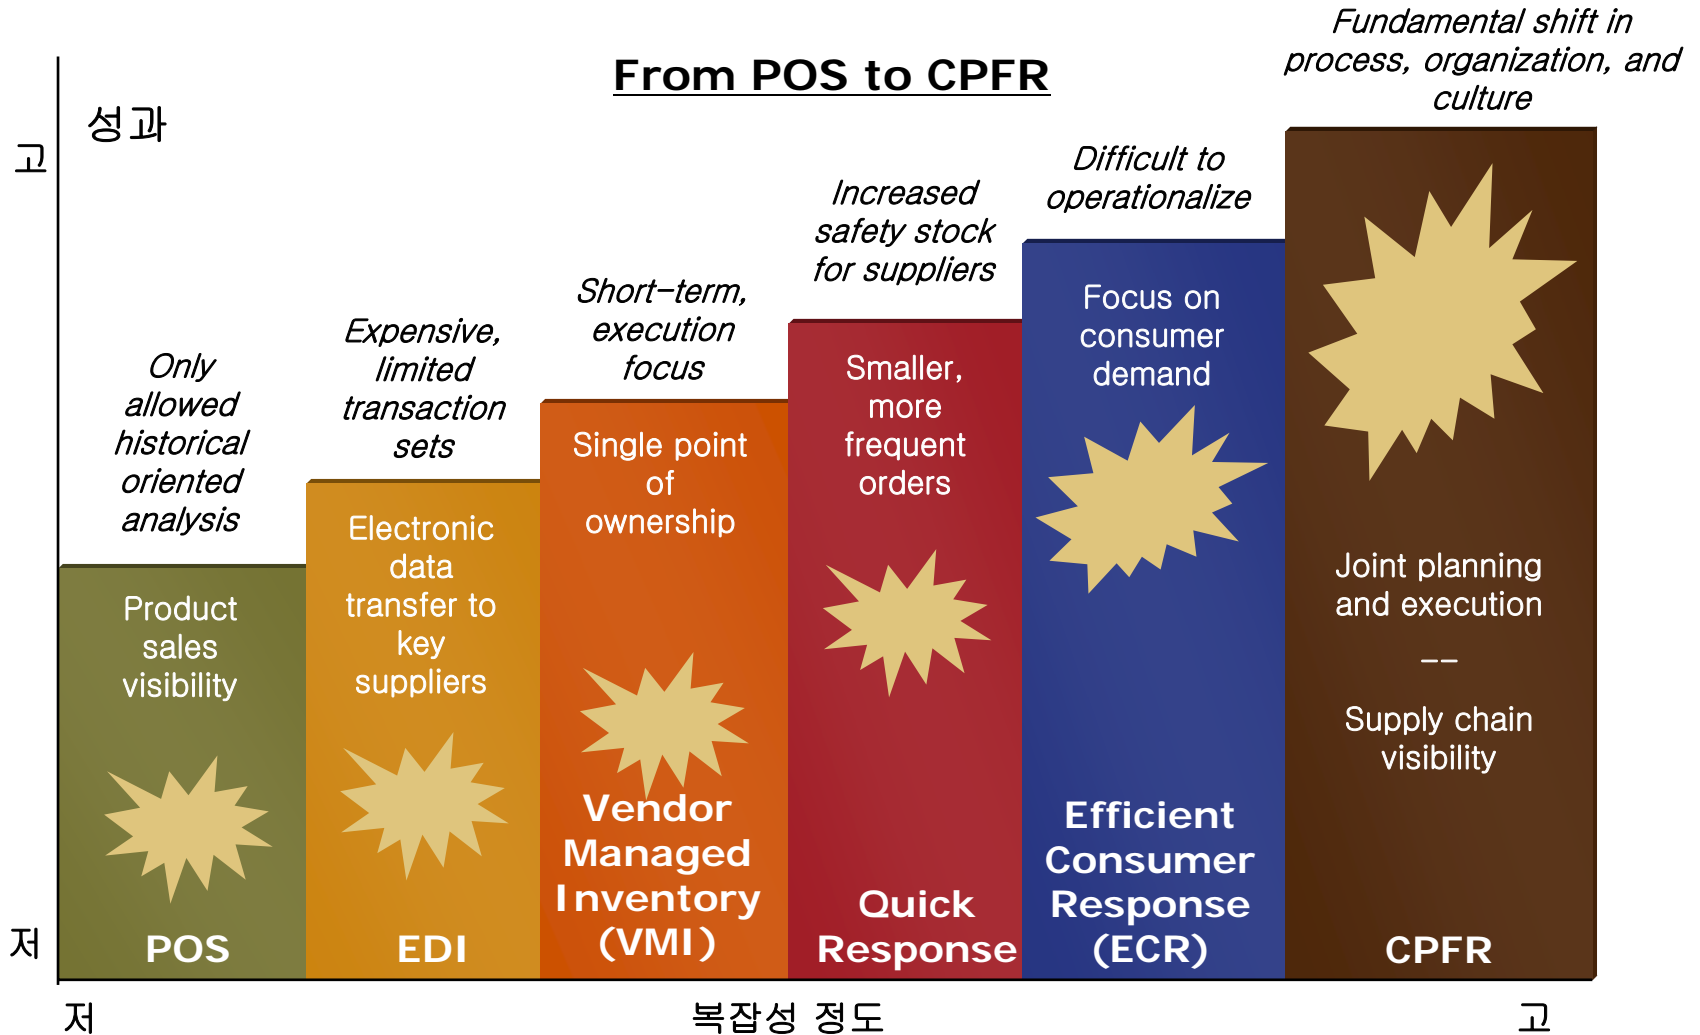 From POS to CPFR
성과
고
저
저
복잡성 정도
고
Only
allowed
historical
oriented
analysis
Product
sales
visibility
POS
Expensive,
limited
transaction
sets
Electronic
data
transfer to
key
suppliers
EDI
Short-term,
execution
focus
Single point
of
ownership
Vendor
Managed
Inventory
(VMI)
Increased
safety stock
for suppliers
Smaller,
more
frequent
orders
Quick
Response
Difficult to
operationalize
Focus on
consumer
demand
Efficient
Consumer
Response
(ECR)
Fundamental shift in
process, organization, and
culture
Joint planning
and execution
--
Supply chain
visibility
CPFR